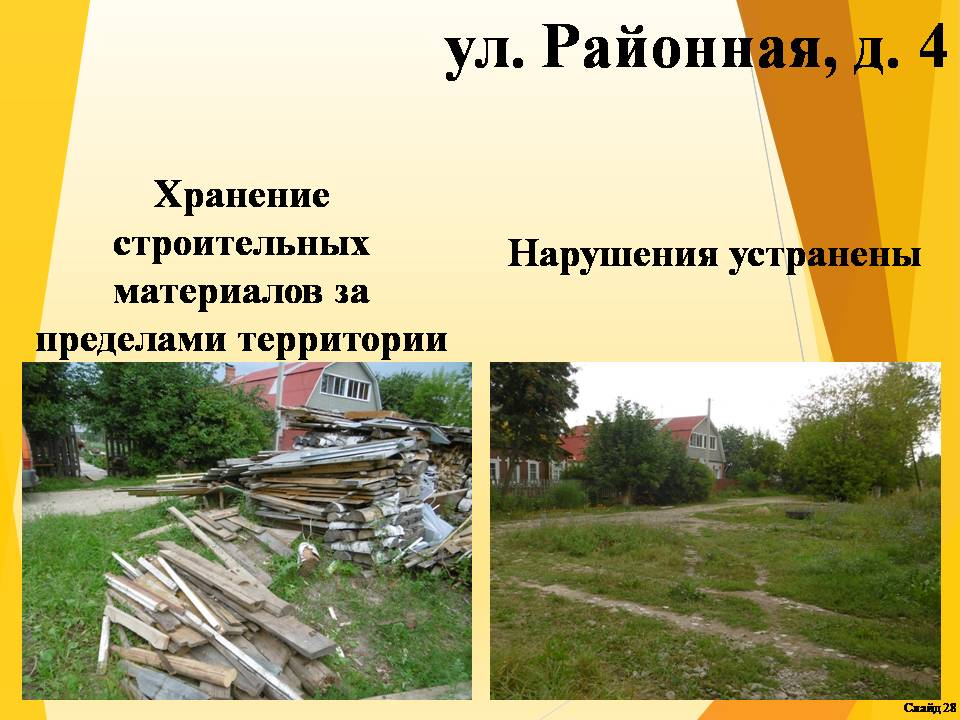 ул. Районная, д. 4
Хранение
строительных
материалов за
пределами территории
Нарушения устранены
Слайд 28